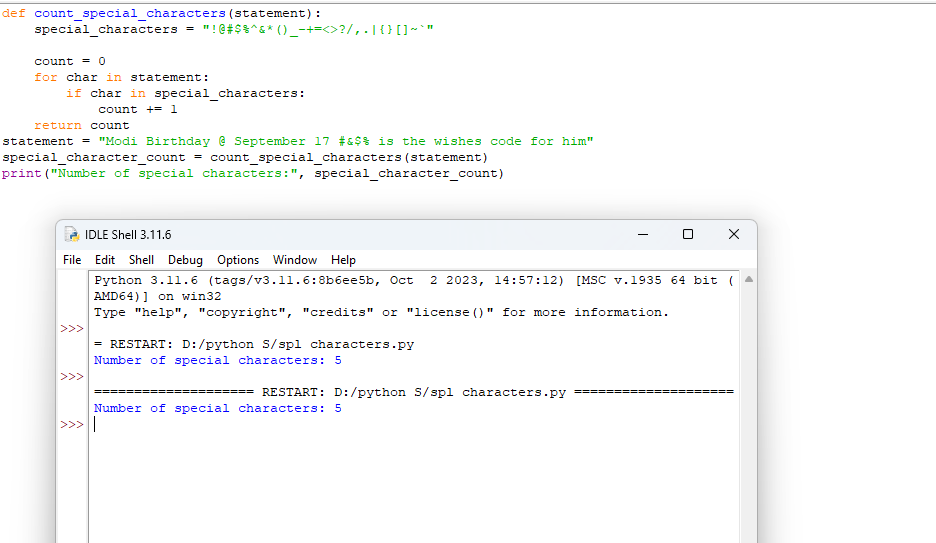 def count_special_characters(statement):
    special_characters = "!@#$%^&*()_-+=<>?/,.|{}[]~`"

    count = 0
    for char in statement:
        if char in special_characters:
            count += 1
    return count
statement = "Modi Birthday @ September 17 #&$% is the wishes code for him"
special_character_count = count_special_characters(statement)
print("Number of special characters:", special_character_count)
IDLE Shell 3.11.6
File Edit Shell Debug Options Window Help
Python 3.11.6 (tags/v3.11.6:8b6ee5b, Oct  2 2023, 14:57:12) [MSC v.1935 64 bit (
AMD64)] on win32
Type "help", "copyright", "credits" or "license()" for more information.
>>>
= RESTART: D:/python S/spl characters.py
Number of special characters: 5
>>>
==================== RESTART: D:/python S/spl characters.py ====================
Number of special characters: 5
>>>